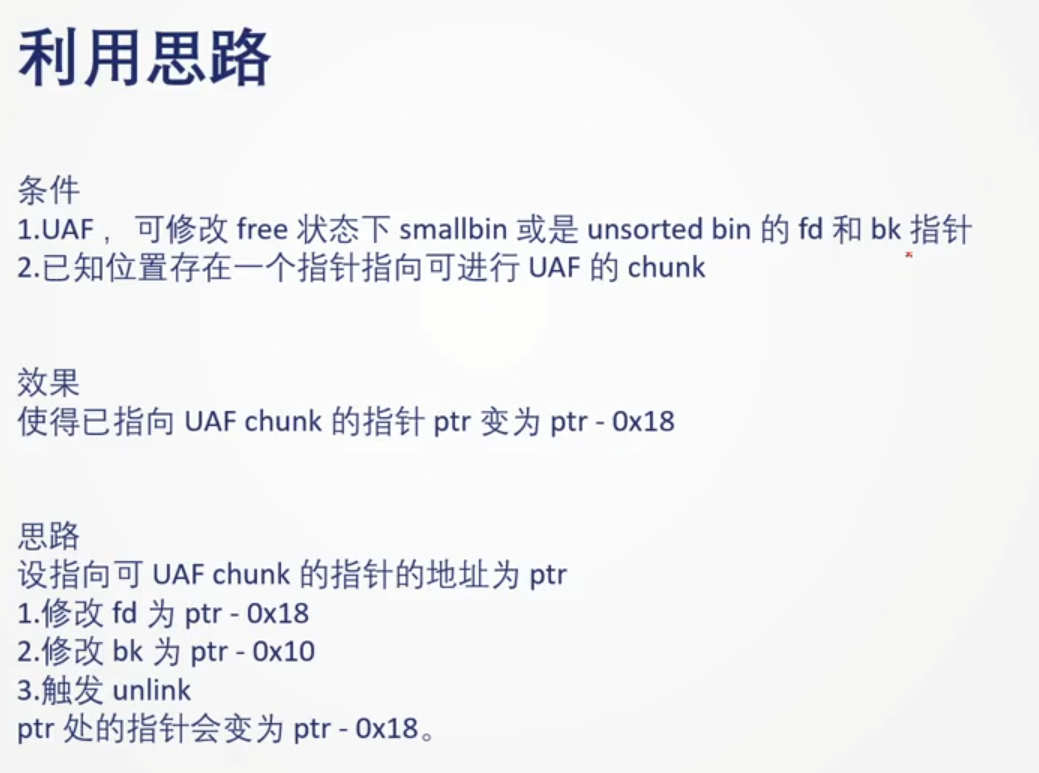 利用思路
条件
1.UAF， 可修改 free 状态下 smallbin 或是 unsorted bin 的 fd 和 bk 指针
2.已知位置存在一个指针指向可进行 UAF 的 chunk
效果
使得已指向 UAF chunk 的指针 ptr 变为 ptr - 0x18
思路
设指向可 UAF chunk 的指针的地址为 ptr
1.修改 fd 为 ptr - 0x18
2.修改 bk 为 ptr - 0x10
3.触发 unlink
ptr 处的指针会变为 ptr - 0x18。